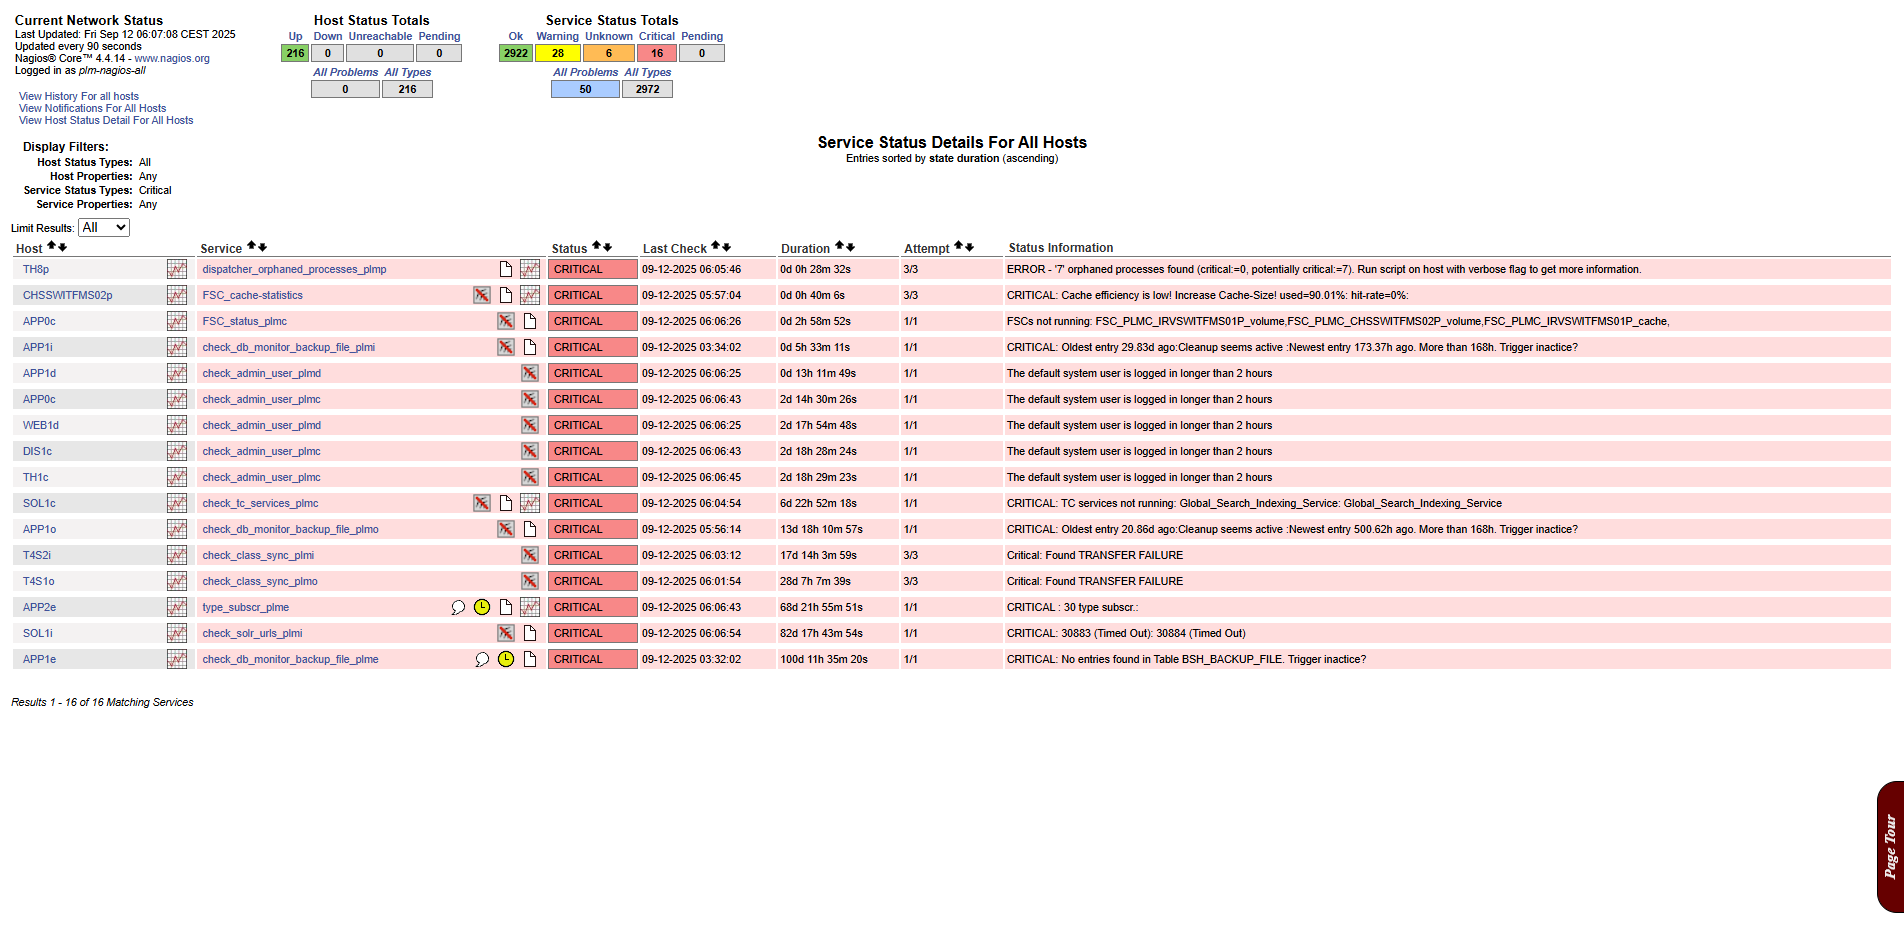 Current Network Status
Last Updated: Fri Sep 12 06:07:08 CEST 2025
Updated every 90 seconds
Nagios® Core™ 4.4.14 - www.nagios.org
Logged in as plm-nagios-all
View History For all hosts
View Notifications For All Hosts
View Host Status Detail For All Hosts
Host Status Totals
Up Down Unreachable Pending
216 0 0 0
All Problems All Types
0 216
Service Status Totals
Ok Warning Unknown Critical Pending
2922 28 6 16 0
All Problems All Types
50 2972
Display Filters:
Host Status Types: All
Host Properties: Any
Service Status Types: Critical
Service Properties: Any
Service Status Details For All Hosts
Entries sorted by state duration (ascending)
Limit Results: All
Host Service Status Last Check Duration Attempt Status Information
TH8p dispatcher_orphaned_processes_plmp CRITICAL 09-12-2025 06:05:46 0d 0h 28m 32s 3/3 ERROR - '7' orphaned processes found (critical:=0, potentially critical:=7). Run script on host with verbose flag to get more information.
CHSSWITFMS02p FSC_cache-statistics CRITICAL 09-12-2025 05:57:04 0d 0h 40m 6s 3/3 CRITICAL: Cache efficiency is low! Increase Cache-Size! used=90.01%: hit-rate=0%:
APP0c FSC_status_plmc CRITICAL 09-12-2025 06:06:26 0d 2h 58m 52s 1/1 FSCs not running: FSC_PLMC_IRVSWITFMS01P_volume,FSC_PLMC_CHSSWITFMS02P_volume,FSC_PLMC_IRVSWITFMS01P_cache,
APP1i check_db_monitor_backup_file_plmi CRITICAL 09-12-2025 03:34:02 0d 5h 33m 11s 1/1 CRITICAL: Oldest entry 29.83d ago:Cleanup seems active :Newest entry 173.37h ago. More than 168h. Trigger inactice?
APP1d check_admin_user_plmd CRITICAL 09-12-2025 06:06:25 0d 13h 11m 49s 1/1 The default system user is logged in longer than 2 hours
APP0c check_admin_user_plmc CRITICAL 09-12-2025 06:06:43 2d 14h 30m 26s 1/1 The default system user is logged in longer than 2 hours
WEB1d check_admin_user_plmd CRITICAL 09-12-2025 06:06:25 2d 17h 54m 48s 1/1 The default system user is logged in longer than 2 hours
DIS1c check_admin_user_plmc CRITICAL 09-12-2025 06:06:43 2d 18h 28m 24s 1/1 The default system user is logged in longer than 2 hours
TH1c check_admin_user_plmc CRITICAL 09-12-2025 06:06:45 2d 18h 29m 23s 1/1 The default system user is logged in longer than 2 hours
SOL1c check_tc_services_plmc CRITICAL 09-12-2025 06:04:54 6d 22h 52m 18s 1/1 CRITICAL: TC services not running: Global_Search_Indexing_Service: Global_Search_Indexing_Service
APP1o check_db_monitor_backup_file_plmo CRITICAL 09-12-2025 05:56:14 13d 18h 10m 57s 1/1 CRITICAL: Oldest entry 20.86d ago:Cleanup seems active :Newest entry 500.62h ago. More than 168h. Trigger inactice?
T4S2i check_class_sync_plmi CRITICAL 09-12-2025 06:03:12 17d 14h 3m 59s 3/3 Critical: Found TRANSFER FAILURE
T4S1o check_class_sync_plmo CRITICAL 09-12-2025 06:01:54 28d 7h 7m 39s 3/3 Critical: Found TRANSFER FAILURE
APP2e type_subscr_plme CRITICAL 09-12-2025 06:06:43 68d 21h 55m 51s 1/1 CRITICAL : 30 type subscr.:
SOL1i check_solr_urls_plmi CRITICAL 09-12-2025 06:06:54 82d 17h 43m 54s 1/1 CRITICAL: 30883 (Timed Out): 30884 (Timed Out)
APP1e check_db_monitor_backup_file_plme CRITICAL 09-12-2025 03:32:02 100d 11h 35m 20s 1/1 CRITICAL: No entries found in Table BSH_BACKUP_FILE. Trigger inactice?
Results 1 - 16 of 16 Matching Services
Page Tour